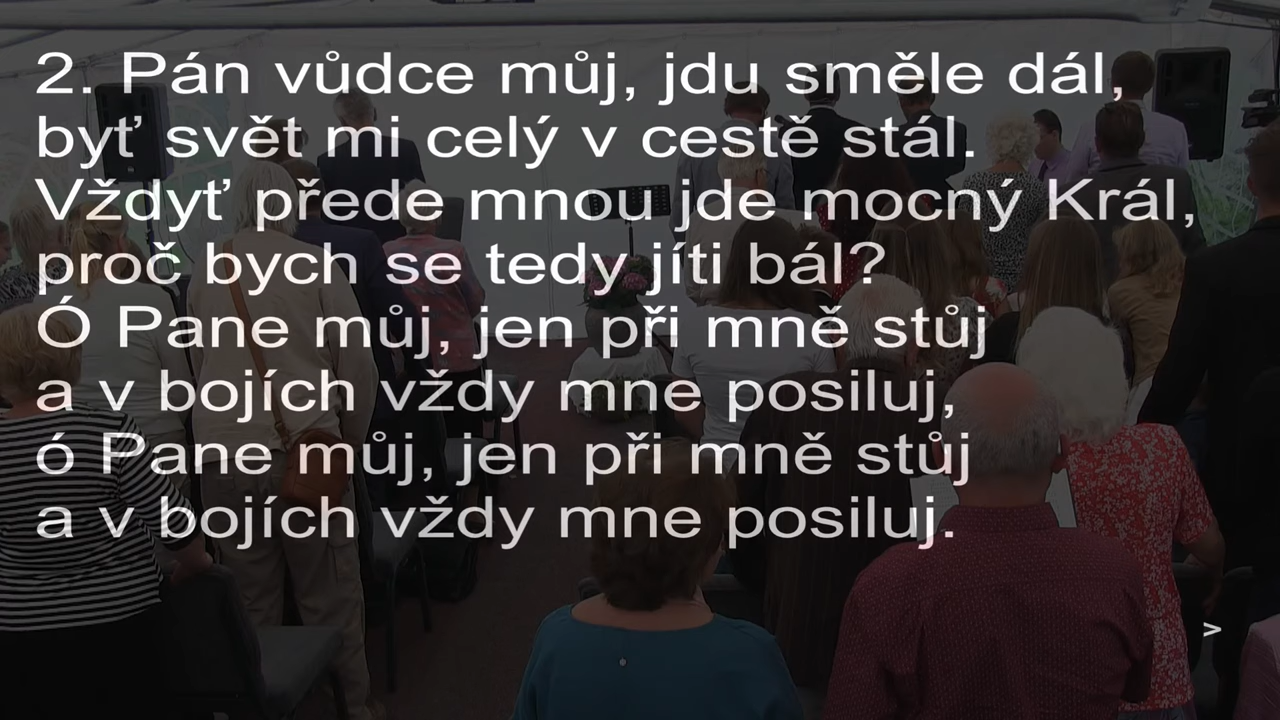 2. Pán vůdce můj, jdu směle dál,
byť svět mi celý v cestě stál.
Vždyť přede mnou jde mocný Král,
proč bych se tedy jíti bál?
Ó Pane můj, jen při mně stůj
a v bojích vždy mne posiluj,
ó Pane můj, jen při mně stůj
a v bojích vždy mne posiluj.
>